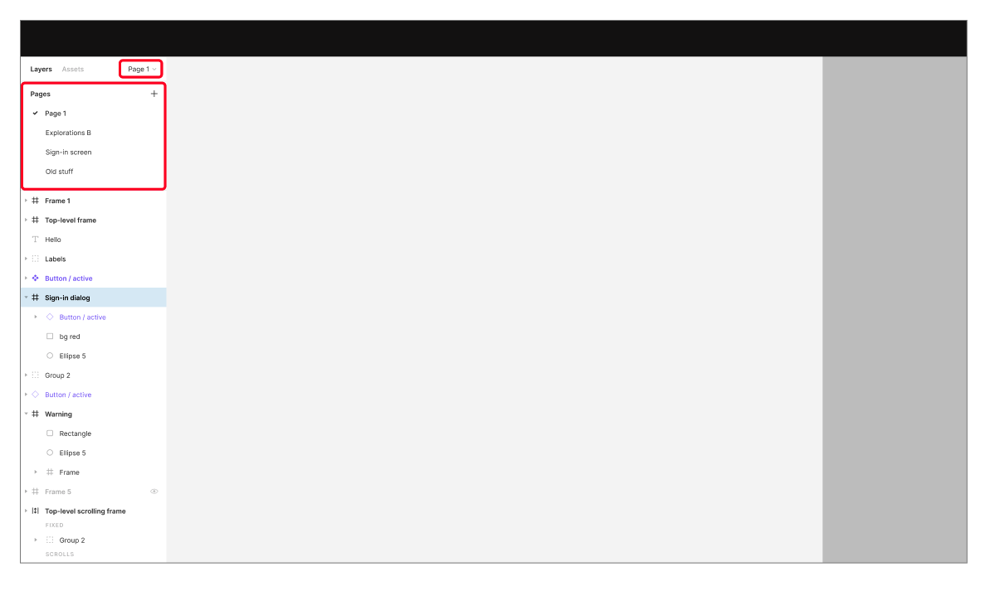 Layers Assets Page 1
Pages
Page 1
Explorations B
Sign-in screen
Old stuff
Frame 1
Top-level frame
Hello
Labels
Button / active
Sign-in dialog
Button / active
bg red
Ellipse 5
Group 2
Button / active
Warning
Rectangle
Ellipse 5
Frame
Frame 5
Top-level scrolling frame
FIXED
Group 2
SCROLLS